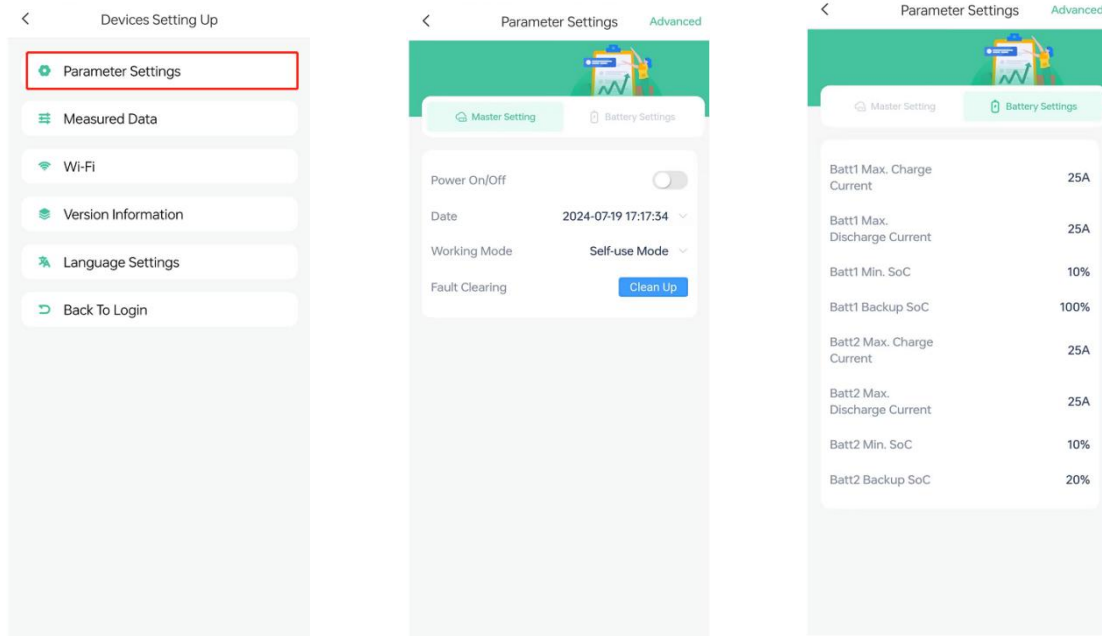 Devices Setting Up
Parameter Settings
Measured Data
Wi-Fi
Version Information
Language Settings
Back To Login
Parameter Settings Advanced
Master Setting Battery Settings
Power On/Off
Date 2024-07-19 17:17:34
Working Mode Self-use Mode
Fault Clearing Clean Up
Parameter Settings Advanced
Master Setting Battery Settings
Batt1 Max. Charge
Current 25A
Batt1 Max.
Discharge Current 25A
Batt1 Min. SoC 10%
Batt1 Backup SoC 100%
Batt2 Max. Charge
Current 25A
Batt2 Max.
Discharge Current 25A
Batt2 Min. SoC 10%
Batt2 Backup SoC 20%